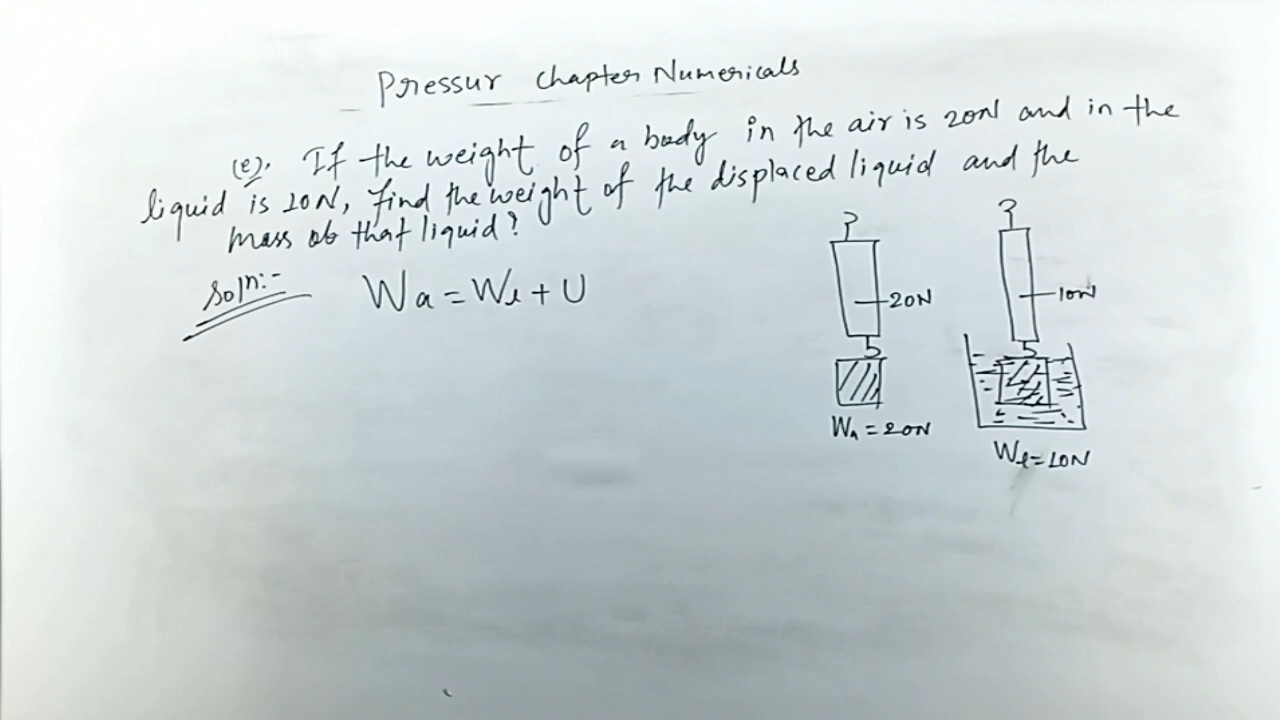 Pressur chapter Numericals
(e). If the weight of a body in the air is 20N and in the
liquid is 10N, find the weight of the displaced liquid and the
mass ob that liquid?
Soln:- Wa = Wl + U
20N
10N
Wa = 20N
Wl = 10N